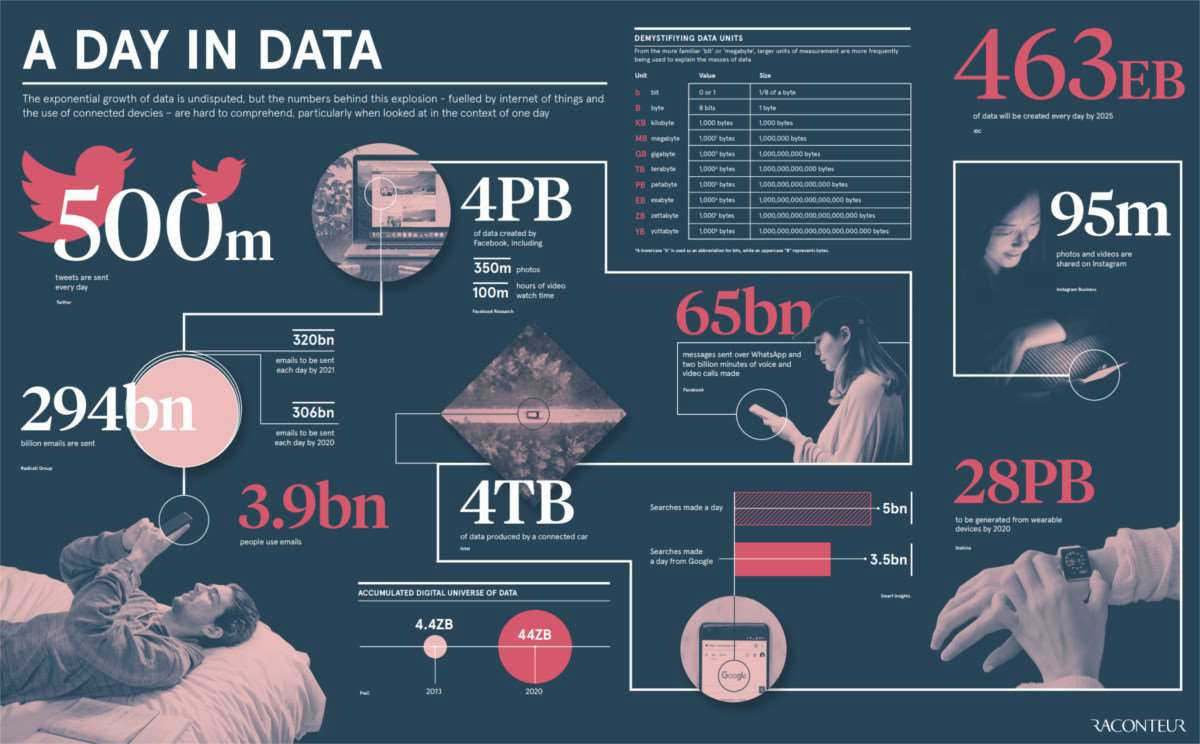 A DAY IN DATA
The exponential growth of data is undisputed, but the numbers behind this explosion - fuelled by internet of things and
the use of connected devcies – are hard to comprehend, particularly when looked at in the context of one day
500m
tweets are sent
every day
Twitter
4PB
of data created by
Facebook, including
350m photos
100m hours of video
watch time
Facebook Research
DEMYSTIFIYING DATA UNITS
From the more familiar 'bit' or 'megabyte', larger units of measurement are more frequently
being used to explain the masses of data
Unit Value Size
b bit 0 or 1 1/8 of a byte
B byte 8 bits 1 byte
KB kilobyte 1,000 bytes 1,000 bytes
MB megabyte 1,000² bytes 1,000,000 bytes
GB gigabyte 1,000³ bytes 1,000,000,000 bytes
TB terabyte 1,000⁴ bytes 1,000,000,000,000 bytes
PB petabyte 1,000⁵ bytes 1,000,000,000,000,000 bytes
EB exabyte 1,000⁶ bytes 1,000,000,000,000,000,000 bytes
ZB zettabyte 1,000⁷ bytes 1,000,000,000,000,000,000,000 bytes
YB yottabyte 1,000⁸ bytes 1,000,000,000,000,000,000,000,000 bytes
*A lowercase "b" is used as an abbreviation for bits, while an uppercase "B" represents bytes.
463EB
of data will be created every day by 2025
IDC
95m
photos and videos are
shared on Instagram
Instagram Business
320bn
emails to be sent
each day by 2021
306bn
emails to be sent
each day by 2020
294bn
billion emails are sent
Radicati Group
3.9bn
people use emails
65bn
messages sent over WhatsApp and
two billion minutes of voice and
video calls made
Facebook
4TB
of data produced by a connected car
Intel
28PB
to be generated from wearable
devices by 2020
Statista
Searches made a day 5bn
Searches made
a day from Google 3.5bn
Smart Insights
Google
ACCUMULATED DIGITAL UNIVERSE OF DATA
4.4ZB 44ZB
2013 2020
PwC
RACONTEUR